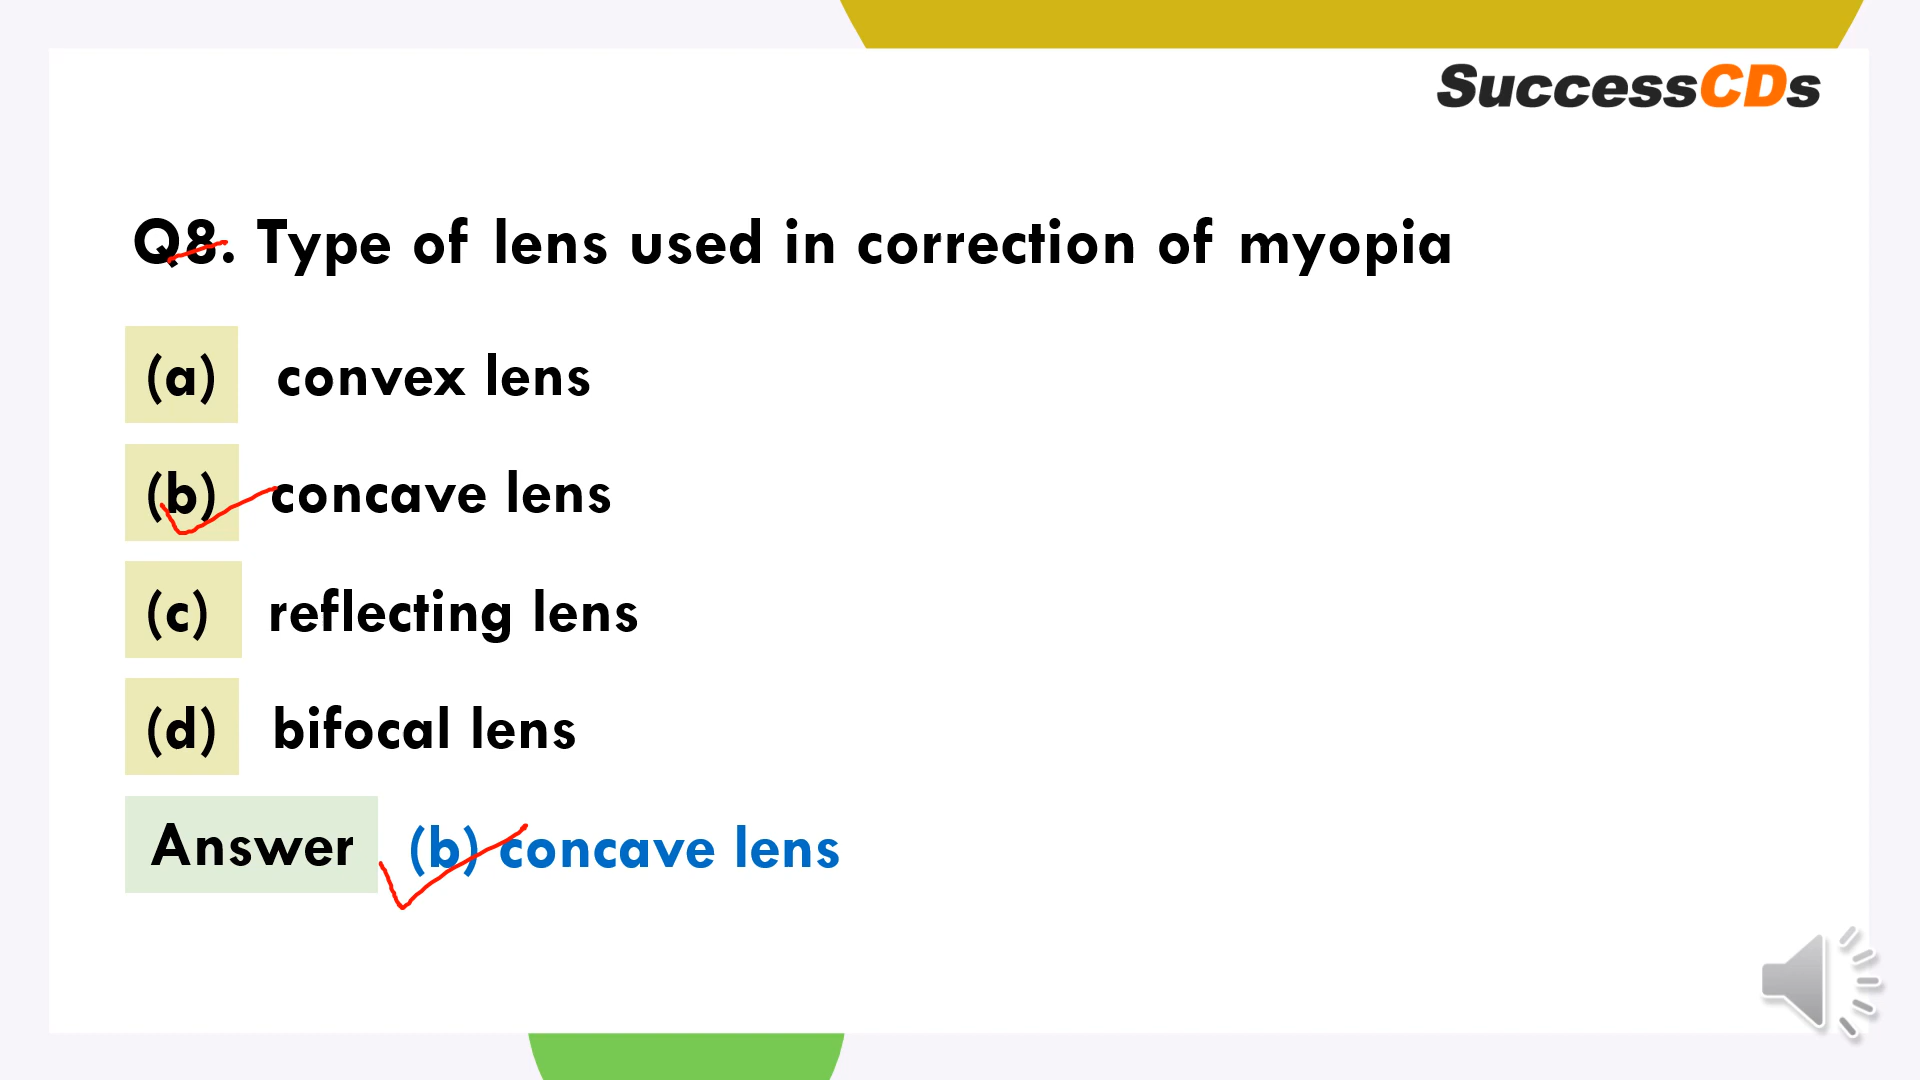 SuccessCDs
Q8. Type of lens used in correction of myopia
(a) convex lens
(b) concave lens
(c) reflecting lens
(d) bifocal lens
Answer (b) concave lens